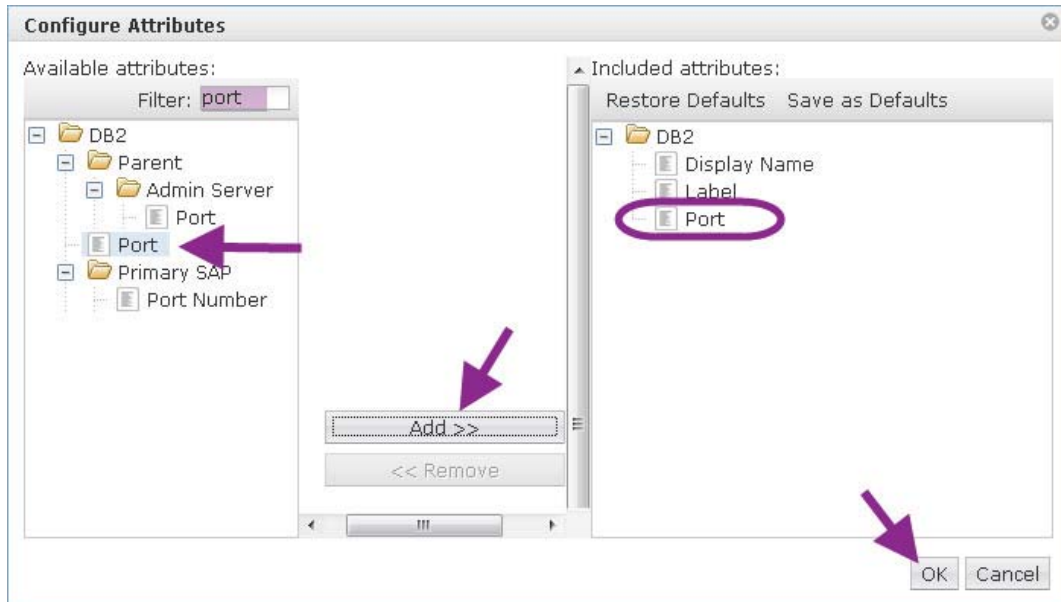 Configure Attributes
Available attributes:
Filter: port
DB2
Parent
Admin Server
Port
Port
Primary SAP
Port Number
Add >>
<< Remove
Included attributes:
Restore Defaults Save as Defaults
DB2
Display Name
Label
Port
OK Cancel